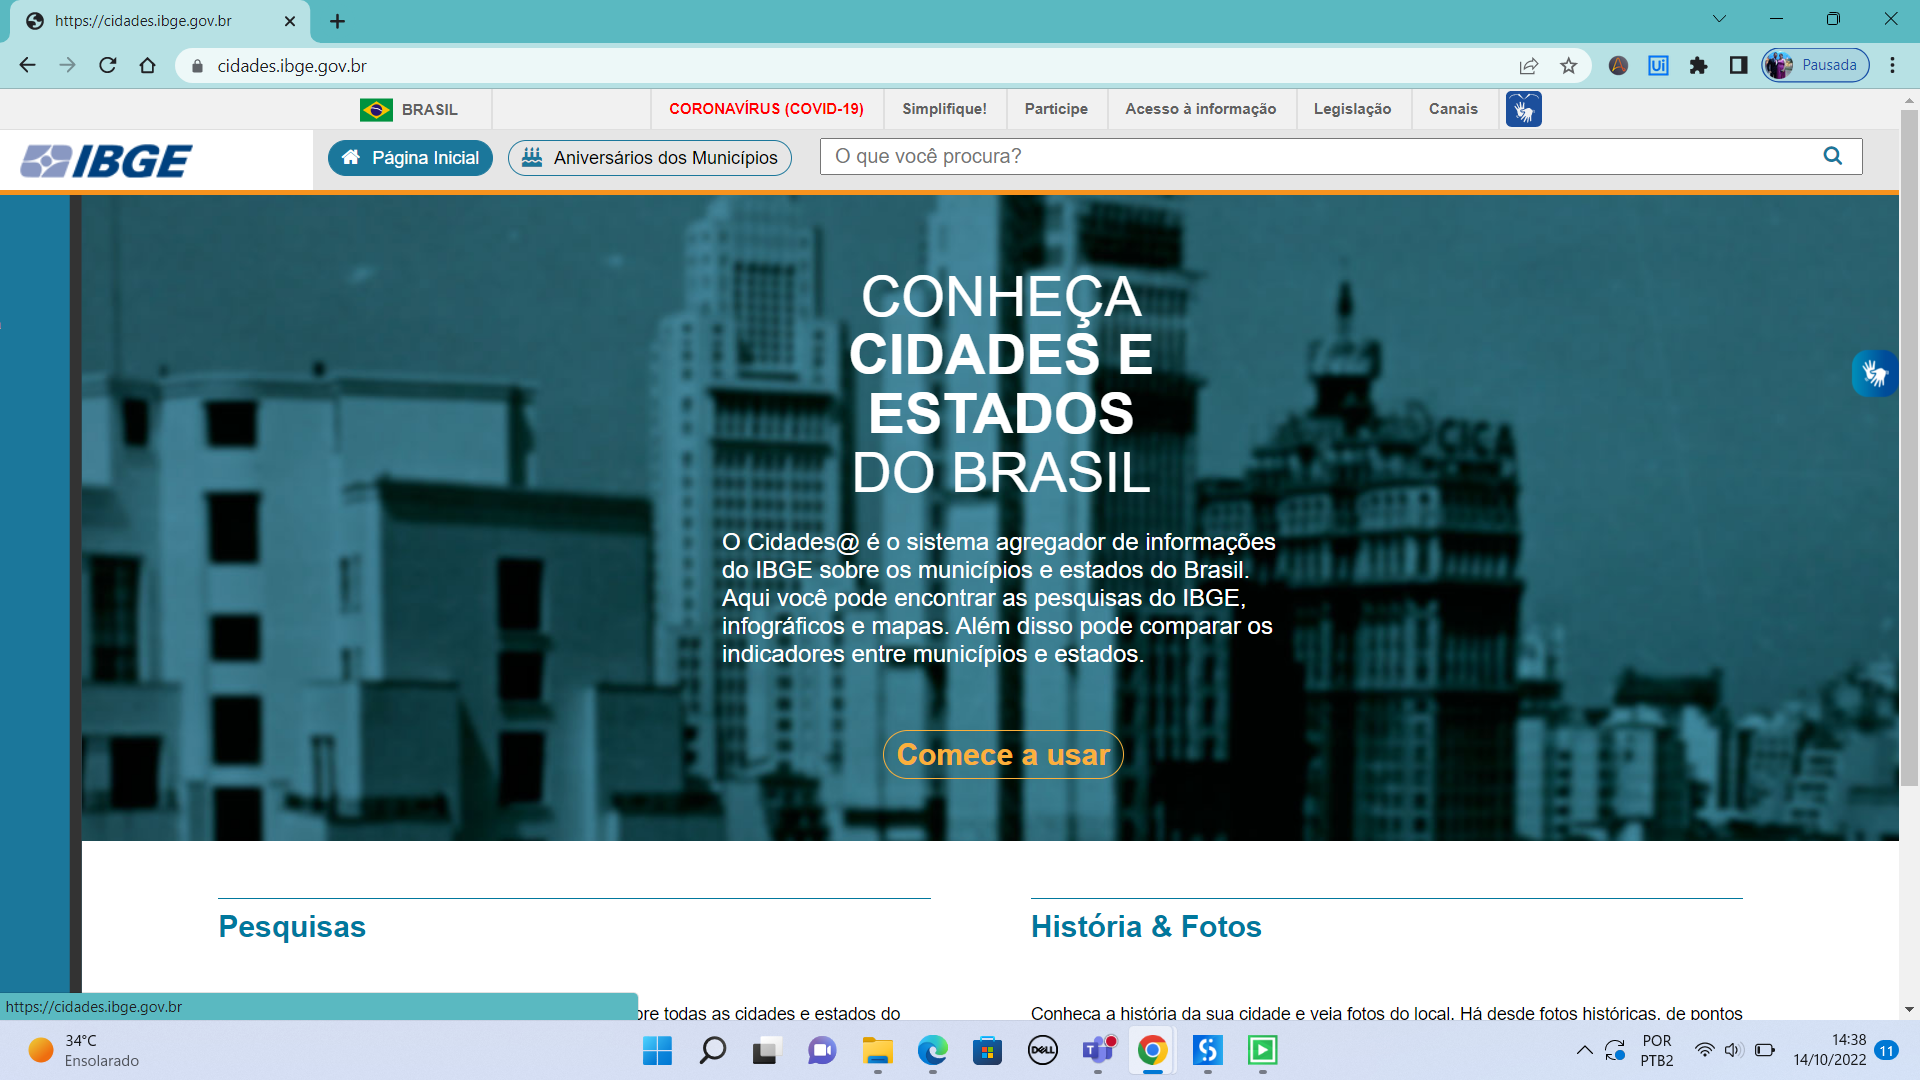 https://cidades.ibge.gov.br
cidades.ibge.gov.br
Ui
Pausada
BRASIL
CORONAVÍRUS (COVID-19)
Simplifique!
Participe
Acesso à informação
Legislação
Canais
IBGE
Página Inicial
Aniversários dos Municípios
O que você procura?
CONHEÇA
CIDADES E
ESTADOS
DO BRASIL
CICA
O Cidades@ é o sistema agregador de informações
do IBGE sobre os municípios e estados do Brasil.
Aqui você pode encontrar as pesquisas do IBGE,
infográficos e mapas. Além disso pode comparar os
indicadores entre municípios e estados.
Comece a usar
Pesquisas
História & Fotos
todas as cidades e estados do
Conheça a história da sua cidade e veja fotos do local. Há desde fotos históricas, de pontos
https://cidades.ibge.gov.br
34°C
Ensolarado
DELL
POR
PTB2
14:38
14/10/2022
11